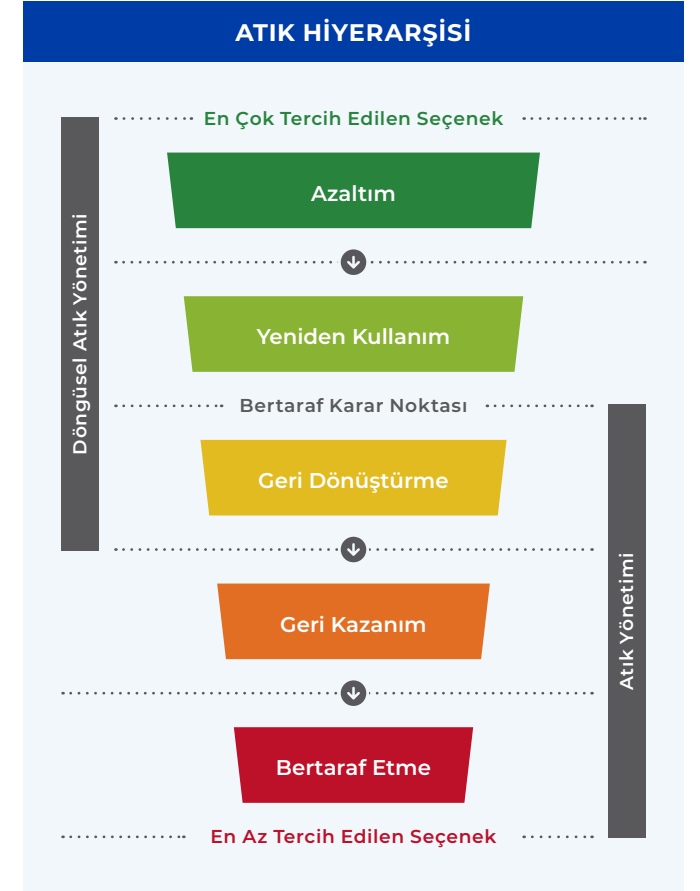 ATIK HİYERARŞİSİ
En Çok Tercih Edilen Seçenek
Döngüsel Atık Yönetimi
Azaltım
Yeniden Kullanım
Bertaraf Karar Noktası
Geri Dönüştürme
Atık Yönetimi
Geri Kazanım
Bertaraf Etme
En Az Tercih Edilen Seçenek